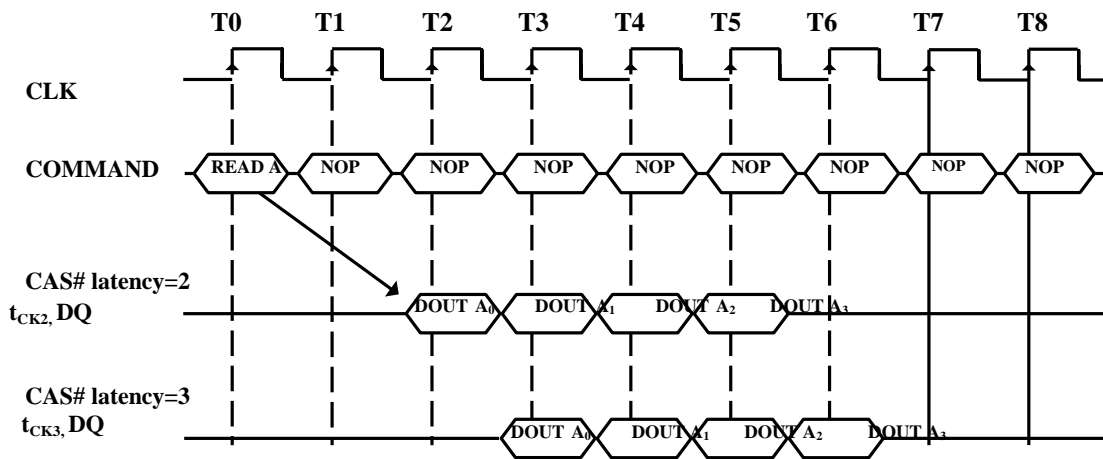 T0 T1 T2 T3 T4 T5 T6 T7 T8
CLK
COMMAND READ A NOP NOP NOP NOP NOP NOP NOP NOP
CAS# latency=2
tCK2, DQ DOUT A0 DOUT A1 DOUT A2 DOUT A3
CAS# latency=3
tCK3, DQ DOUT A0 DOUT A1 DOUT A2 DOUT A3